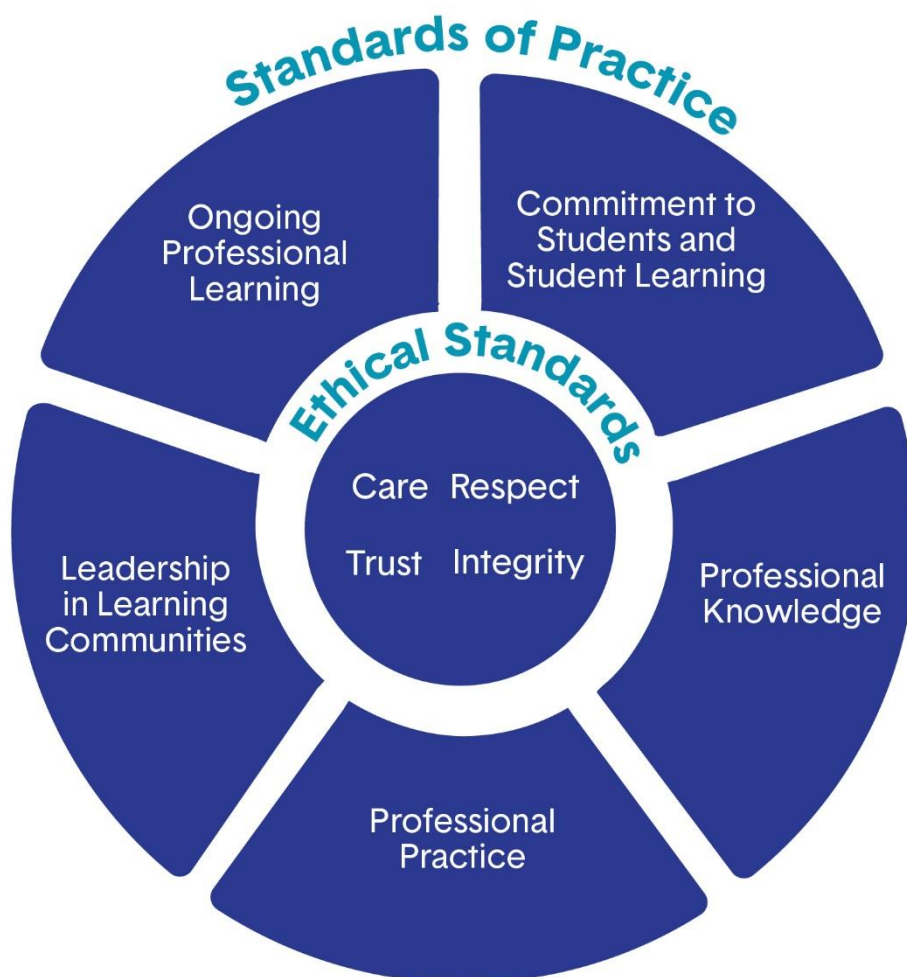 Standards of Practice
Ongoing
Professional
Learning
Commitment to
Students and
Student Learning
Ethical Standards
Care Respect
Trust Integrity
Leadership
in Learning
Communities
Professional
Knowledge
Professional
Practice